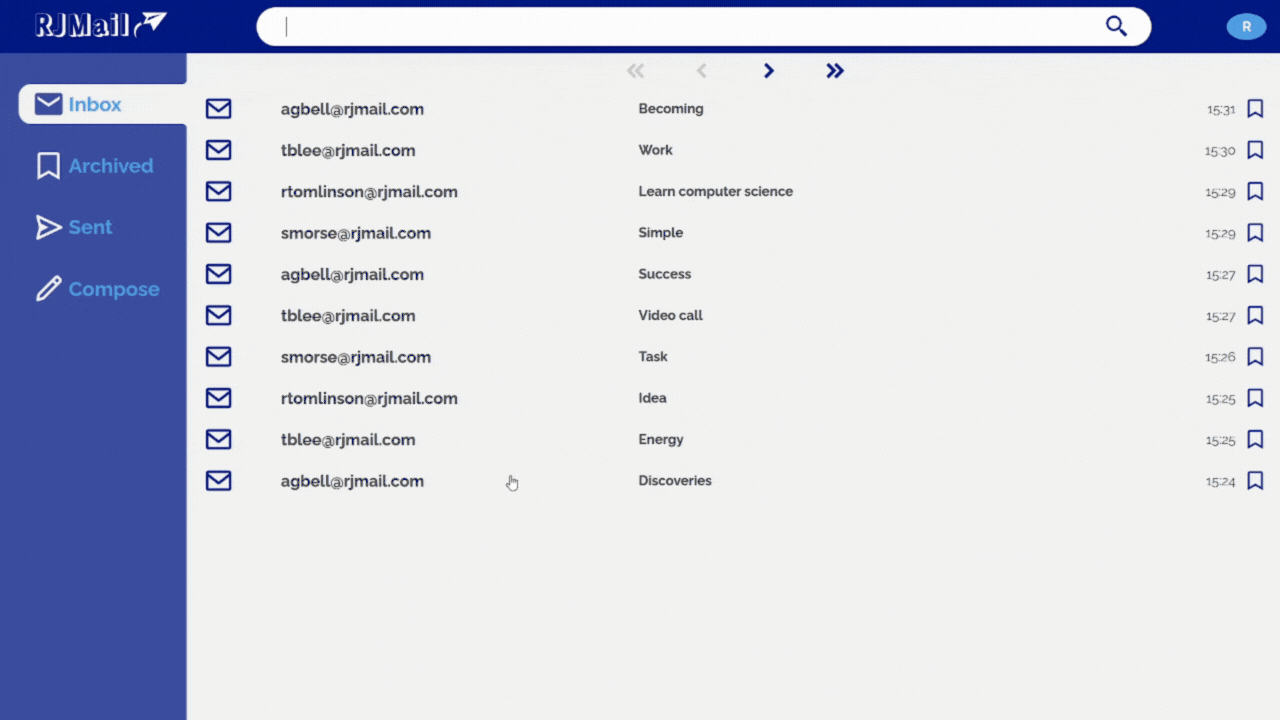 RJMail
R
Inbox
Archived
Sent
Compose
agbell@rjmail.com Becoming 15:31
tblee@rjmail.com Work 15:30
rtomlinson@rjmail.com Learn computer science 15:29
smorse@rjmail.com Simple 15:29
agbell@rjmail.com Success 15:27
tblee@rjmail.com Video call 15:27
smorse@rjmail.com Task 15:26
rtomlinson@rjmail.com Idea 15:25
tblee@rjmail.com Energy 15:25
agbell@rjmail.com Discoveries 15:24